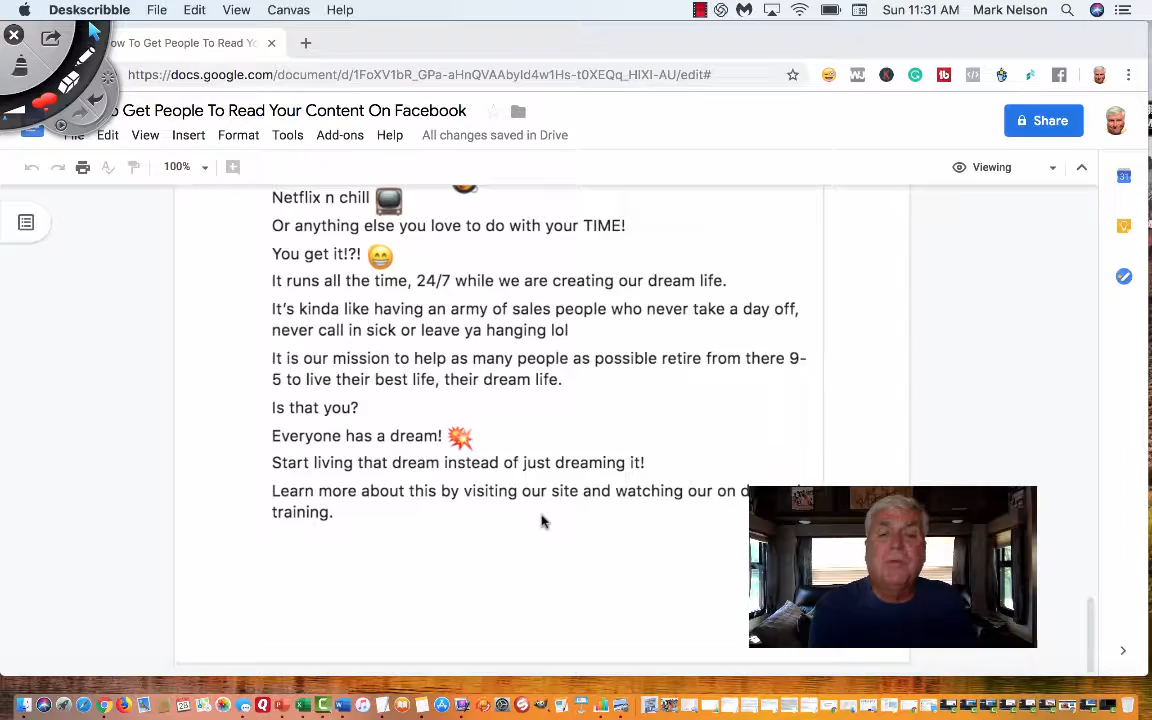 Deskscribble File Edit View Canvas Help Sun 11:31 AM Mark Nelson
ow To Get People To Read Yo
https://docs.google.com/document/d/1FoXV1bR_GPa-aHnQVAAbyId4w1Hs-t0XEQq_HIXI-AU/edit#
To Get People To Read Your Content On Facebook
File Edit View Insert Format Tools Add-ons Help All changes saved in Drive
Share
100%
Viewing
Netflix n chill
Or anything else you love to do with your TIME!
You get it!?!
It runs all the time, 24/7 while we are creating our dream life.
It's kinda like having an army of sales people who never take a day off,
never call in sick or leave ya hanging lol
It is our mission to help as many people as possible retire from there 9-
5 to live their best life, their dream life.
Is that you?
Everyone has a dream!
Start living that dream instead of just dreaming it!
Learn more about this by visiting our site and watching our on d
training.